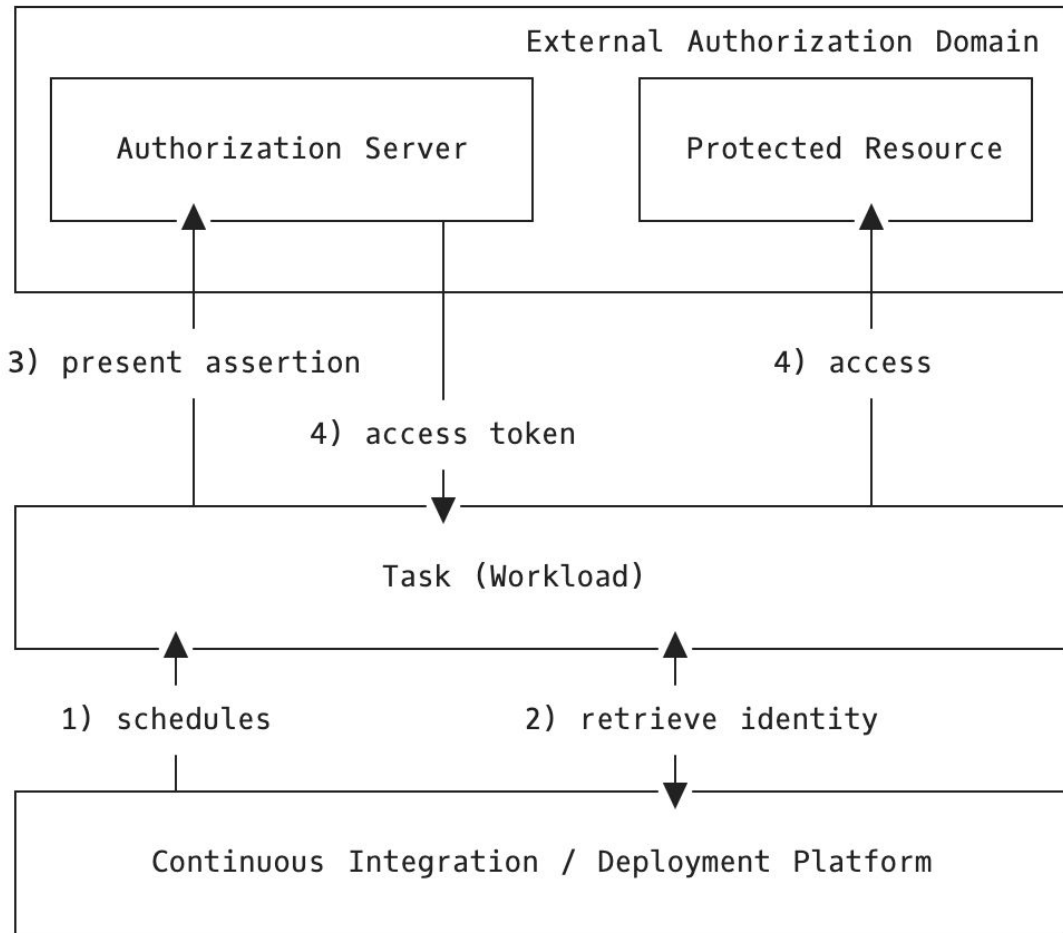 External Authorization Domain
Authorization Server
Protected Resource
3) present assertion
4) access
4) access token
Task (Workload)
1) schedules
2) retrieve identity
Continuous Integration / Deployment Platform